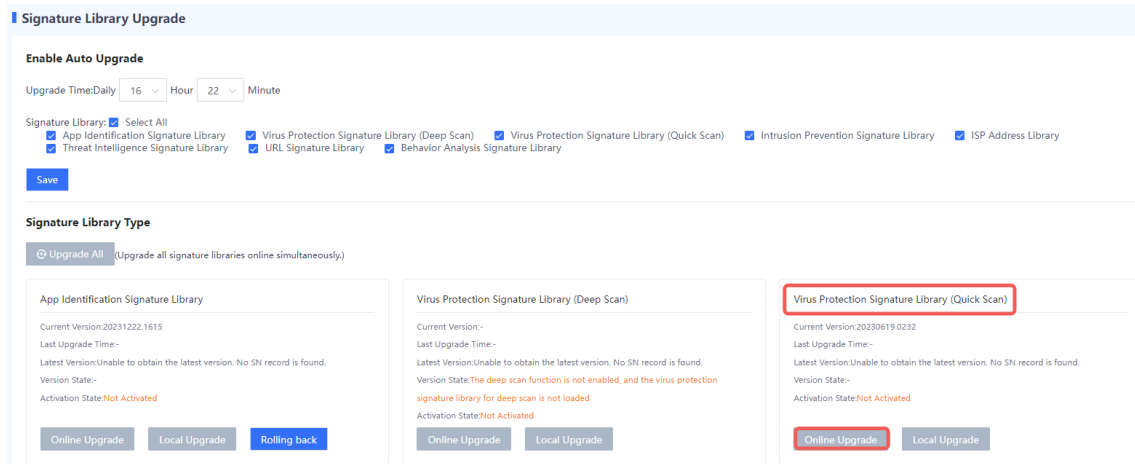 Signature Library Upgrade
Enable Auto Upgrade
Upgrade Time:Daily 16 Hour 22 Minute
Signature Library: Select All
App Identification Signature Library Virus Protection Signature Library (Deep Scan) Virus Protection Signature Library (Quick Scan) Intrusion Prevention Signature Library ISP Address Library
Threat Intelligence Signature Library URL Signature Library Behavior Analysis Signature Library
Save
Signature Library Type
Upgrade All (Upgrade all signature libraries online simultaneously.)
App Identification Signature Library
Current Version:20231222.1615
Last Upgrade Time:-
Latest Version:Unable to obtain the latest version. No SN record is found.
Version State:-
Activation State:Not Activated
Online Upgrade Local Upgrade Rolling back
Virus Protection Signature Library (Deep Scan)
Current Version:-
Last Upgrade Time:-
Latest Version:Unable to obtain the latest version. No SN record is found.
Version State:The deep scan function is not enabled, and the virus protection
signature library for deep scan is not loaded
Activation State:Not Activated
Online Upgrade Local Upgrade
Virus Protection Signature Library (Quick Scan)
Current Version:20230619.0232
Last Upgrade Time:-
Latest Version:Unable to obtain the latest version. No SN record is found.
Version State:-
Activation State:Not Activated
Online Upgrade Local Upgrade